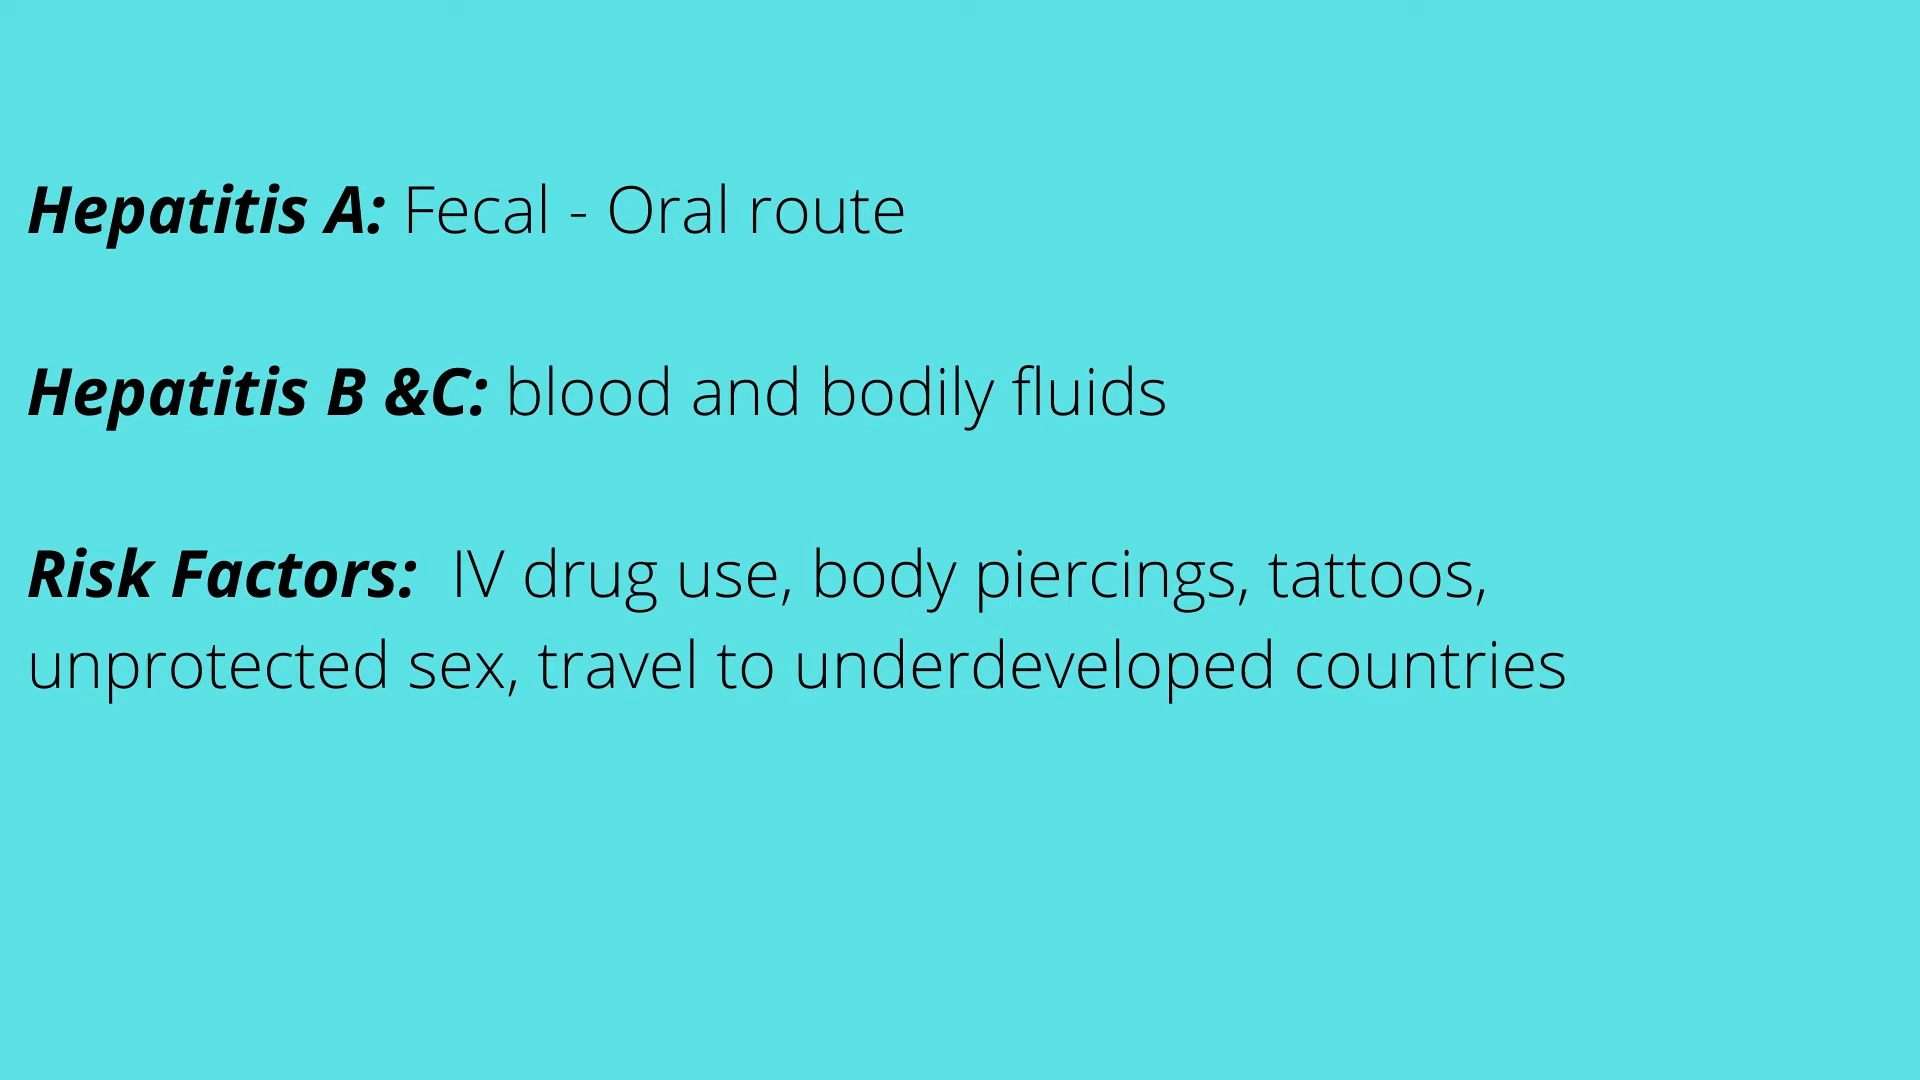 Hepatitis A: Fecal - Oral route
Hepatitis B &C: blood and bodily fluids
Risk Factors:  IV drug use, body piercings, tattoos,
unprotected sex, travel to underdeveloped countries